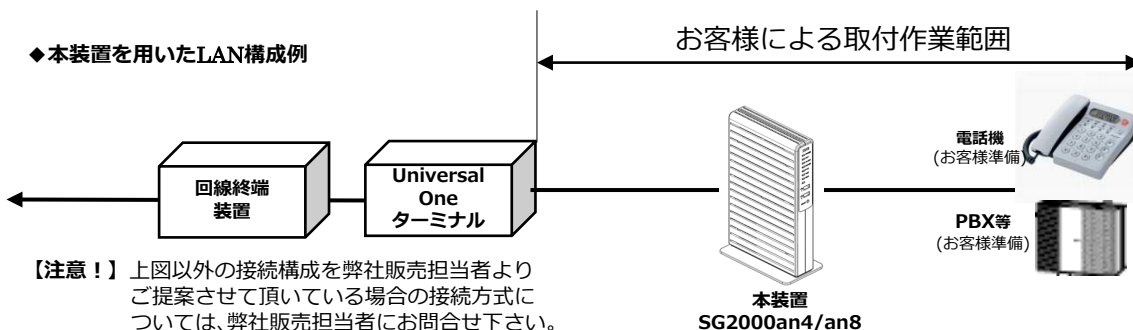 お客様による取付作業範囲
◆本装置を用いたLAN構成例
電話機
(お客様準備)
回線終端
装置
Universal
One
ターミナル
PBX等
(お客様準備)
【注意！】上図以外の接続構成を弊社販売担当者より
ご提案させて頂いている場合の接続方式に
ついては、弊社販売担当者にお問合せ下さい。
本装置
SG2000an4/an8